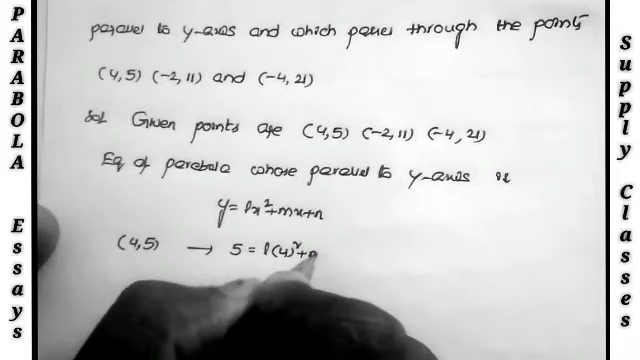 PARABOLA Essays
parallel to y-axis and which passes through the points
(4,5) (-2,11) and (-4,21)
Sol Given points are (4,5) (-2,11) (-4,21)
Eq of parabola whose parallel to y-axis is
y = lx²+mx+n
(4,5) → 5 = l(4)²+
Supply Classes